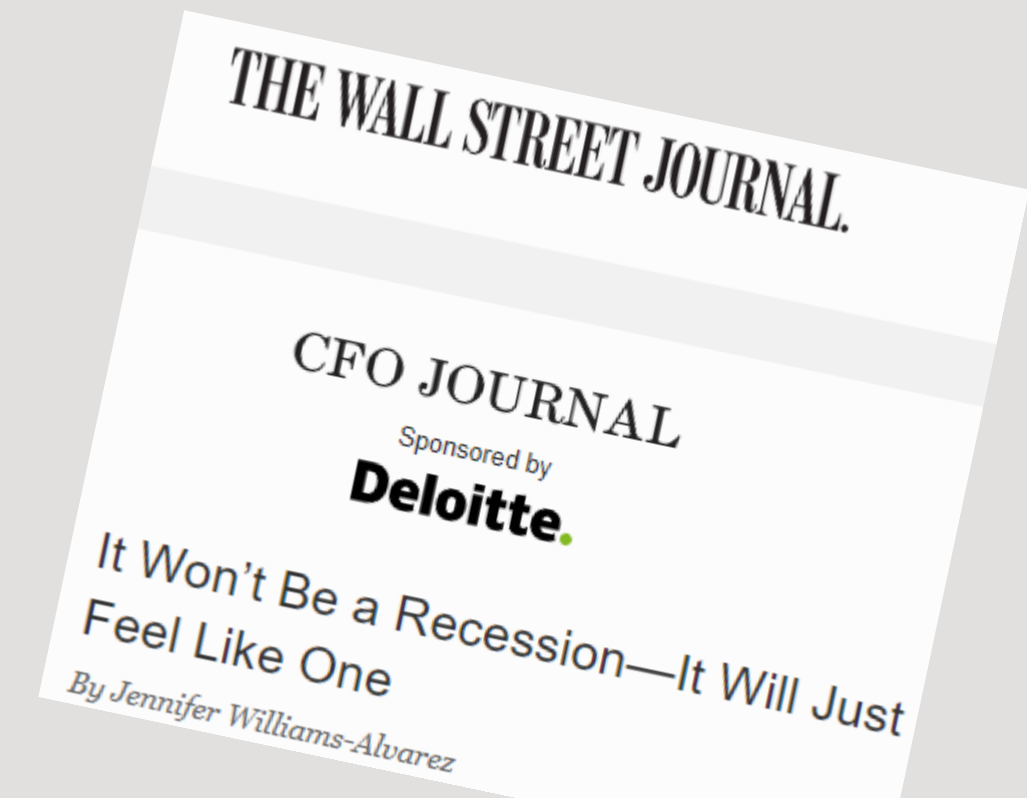 THE WALL STREET JOURNAL.
CFO JOURNAL
Sponsored by
Deloitte.
It Won’t Be a Recession—It Will Just
Feel Like One
By Jennifer Williams-Alvarez